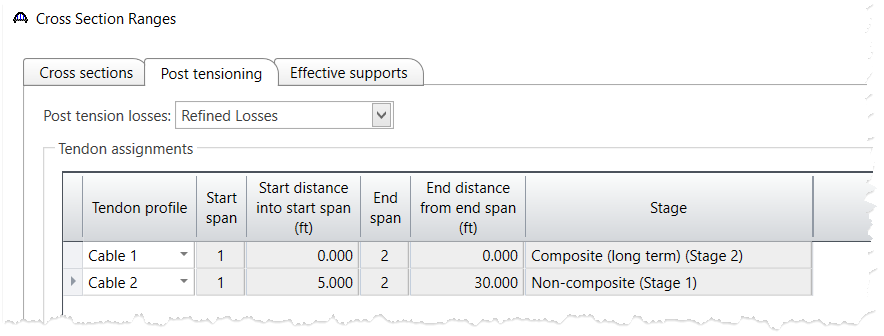 Cross Section Ranges
Cross sections Post tensioning Effective supports
Post tension losses: Refined Losses
Tendon assignments
Tendon profile Start span Start distance into start span (ft) End span End distance from end span (ft) Stage
Cable 1 1 0.000 2 0.000 Composite (long term) (Stage 2)
Cable 2 1 5.000 2 30.000 Non-composite (Stage 1)